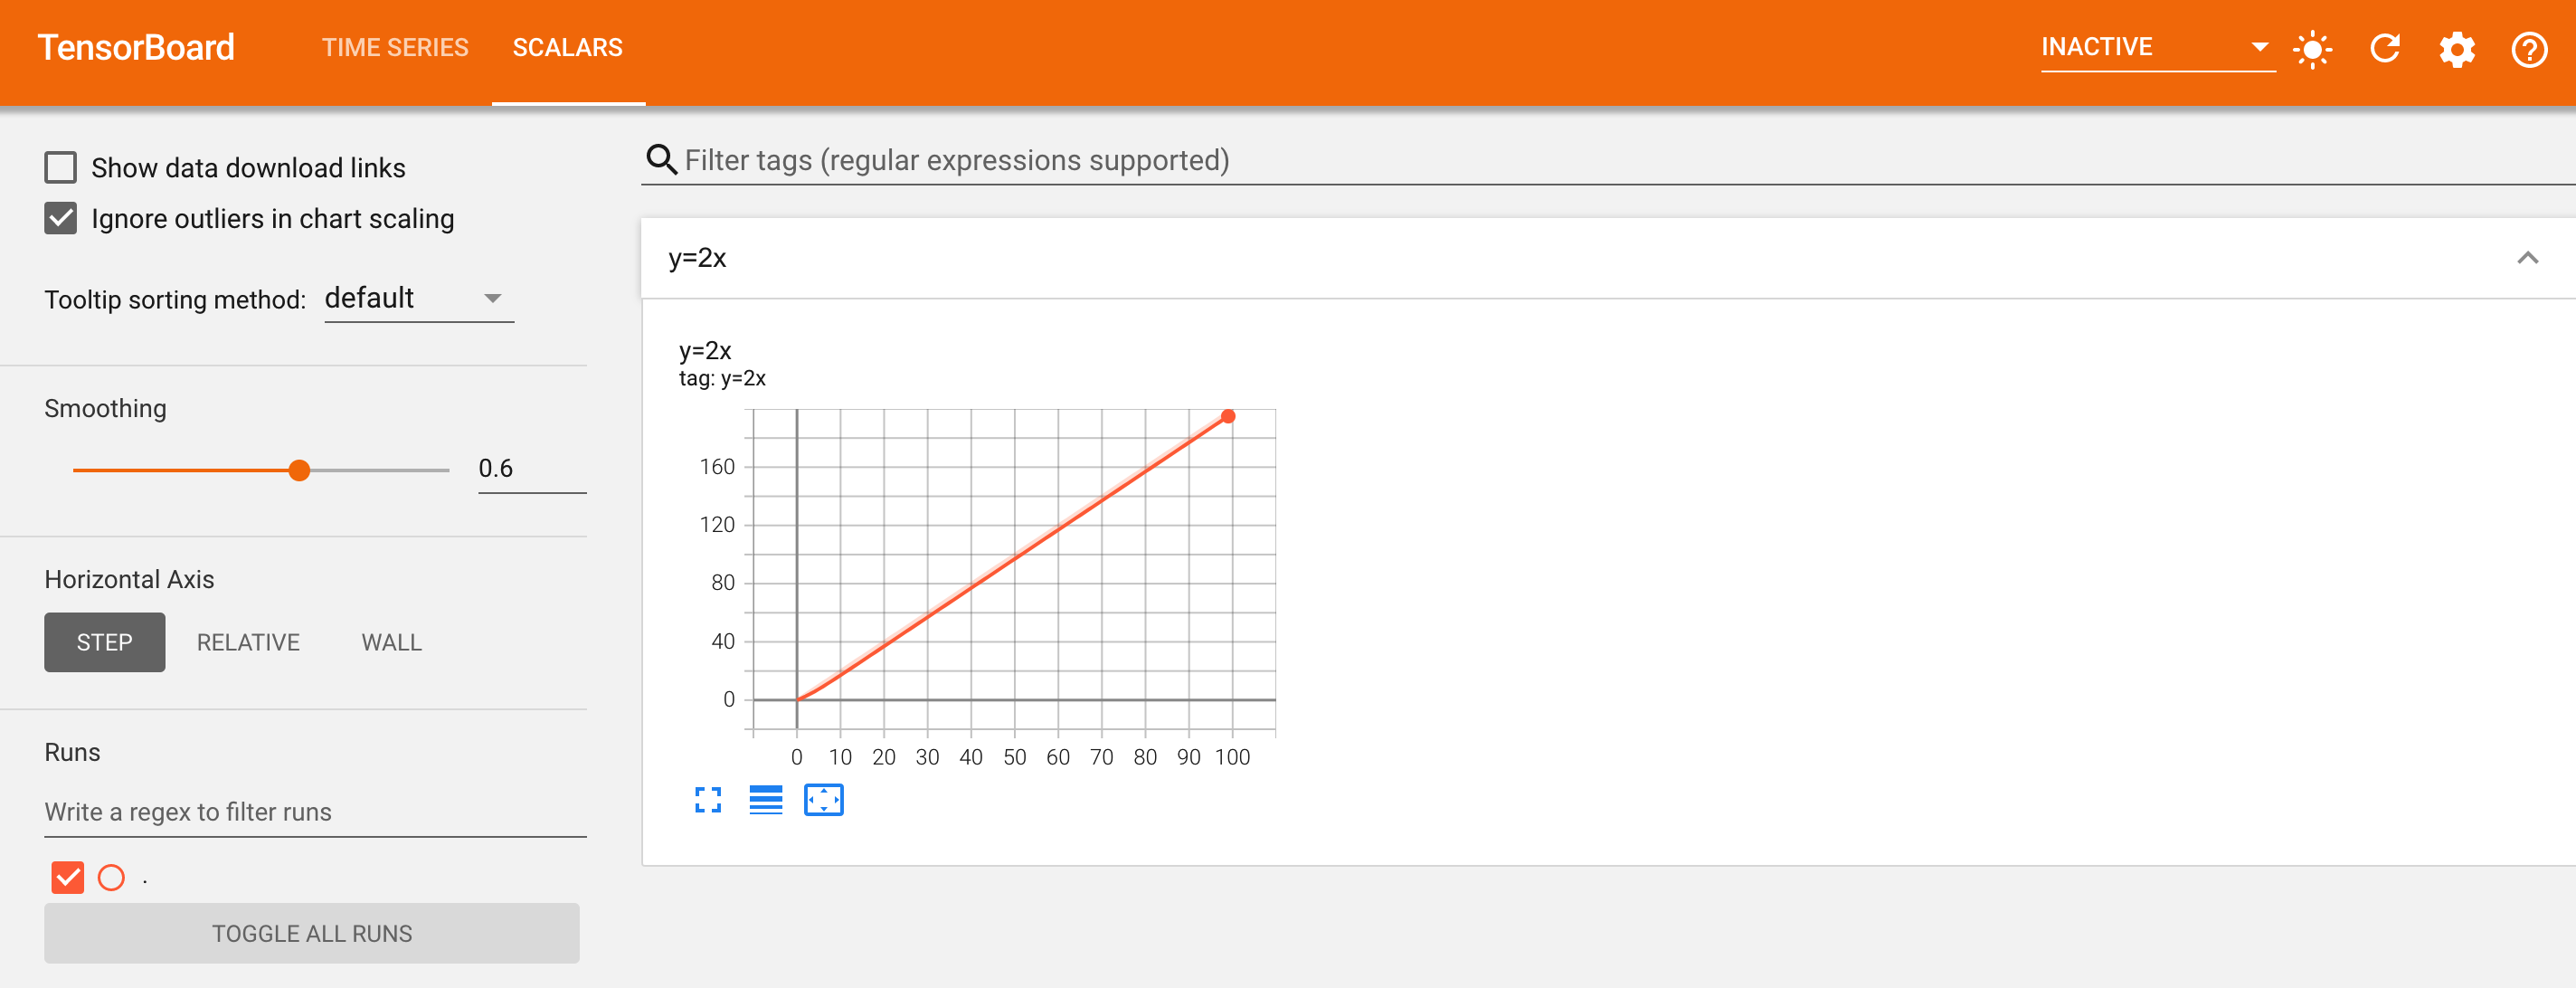 TensorBoard
TIME SERIES SCALARS
INACTIVE
Show data download links
Ignore outliers in chart scaling
Tooltip sorting method: default
Smoothing
0.6
Horizontal Axis
STEP RELATIVE WALL
Runs
Write a regex to filter runs
.
TOGGLE ALL RUNS
Filter tags (regular expressions supported)
y=2x
y=2x
tag: y=2x
160
120
80
40
0
0 10 20 30 40 50 60 70 80 90 100